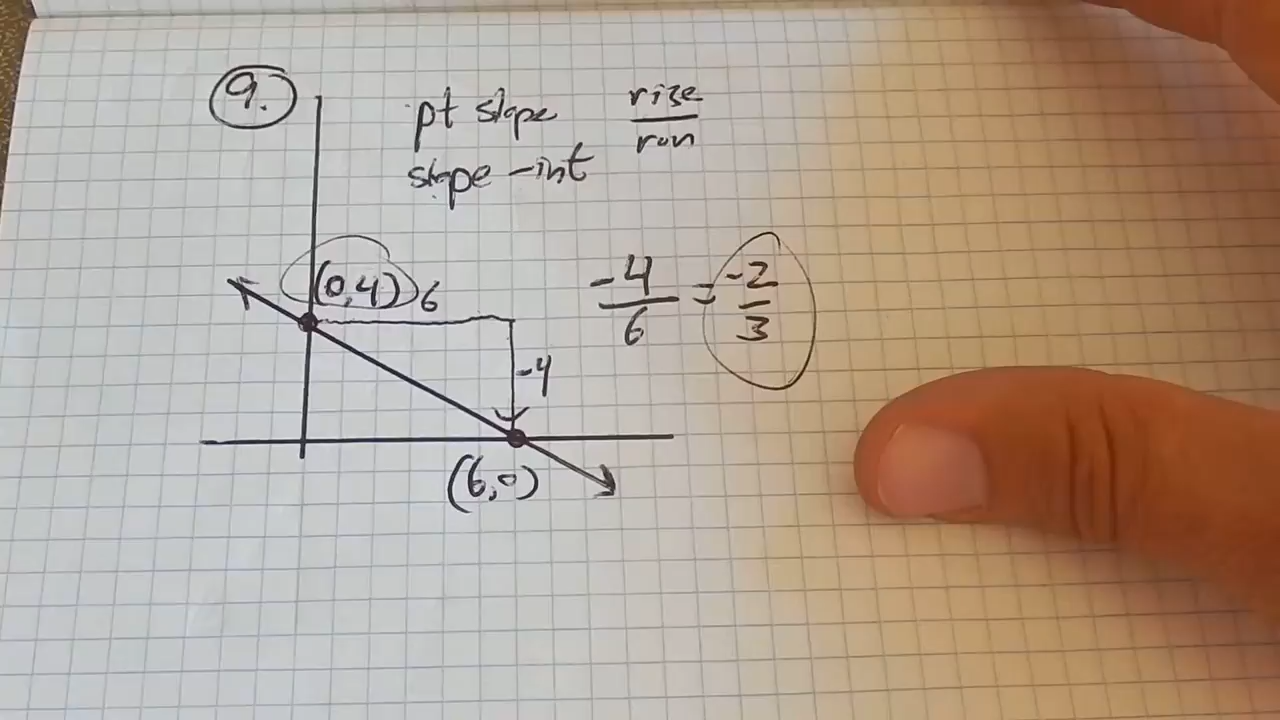 9.
pt slope
rise
run
slope -int
(0,4)
6
-4
(6,0)
-4
6
=
-2
3